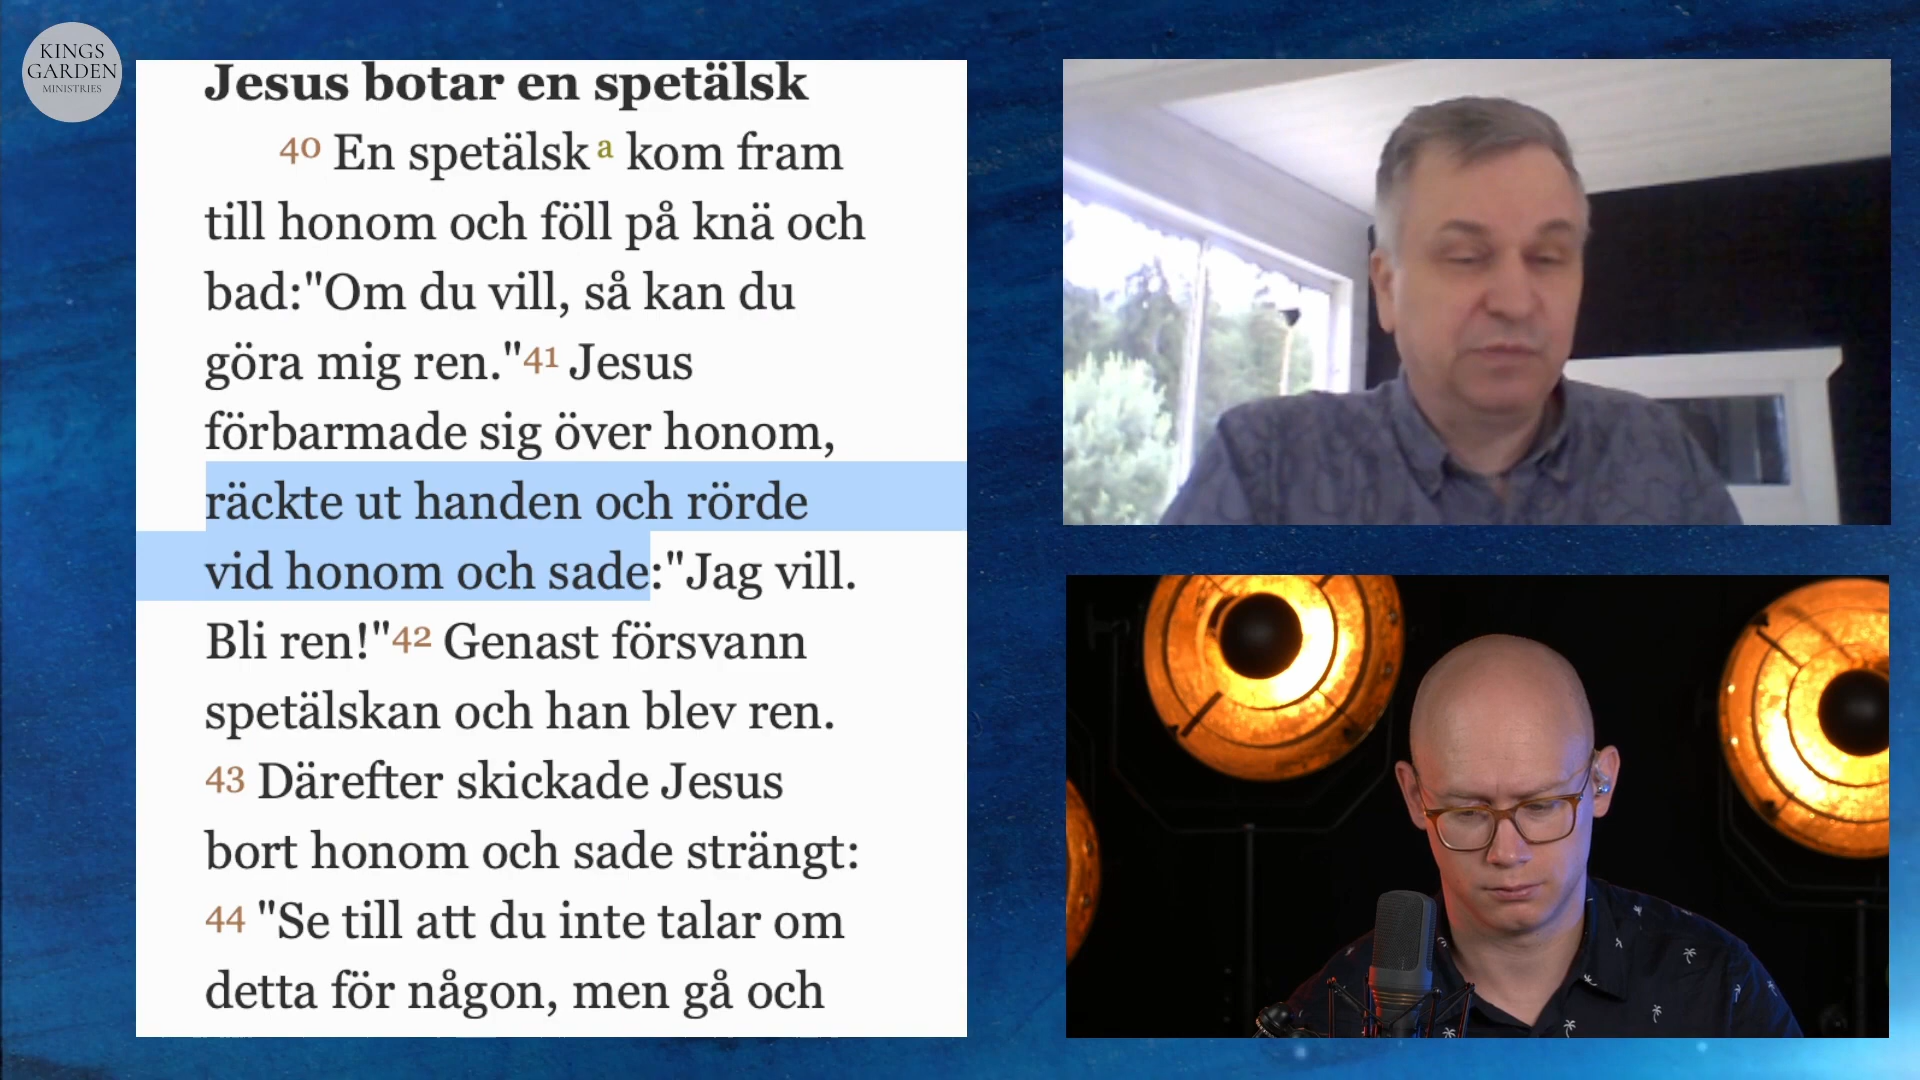 KINGS
GARDEN
MINISTRIES
Jesus botar en spetälsk
40 En spetälsk a kom fram
till honom och föll på knä och
bad:"Om du vill, så kan du
göra mig ren."41 Jesus
förbarmade sig över honom,
räckte ut handen och rörde
vid honom och sade:"Jag vill.
Bli ren!"42 Genast försvann
spetälskan och han blev ren.
43 Därefter skickade Jesus
bort honom och sade strängt:
44 "Se till att du inte talar om
detta för någon, men gå och